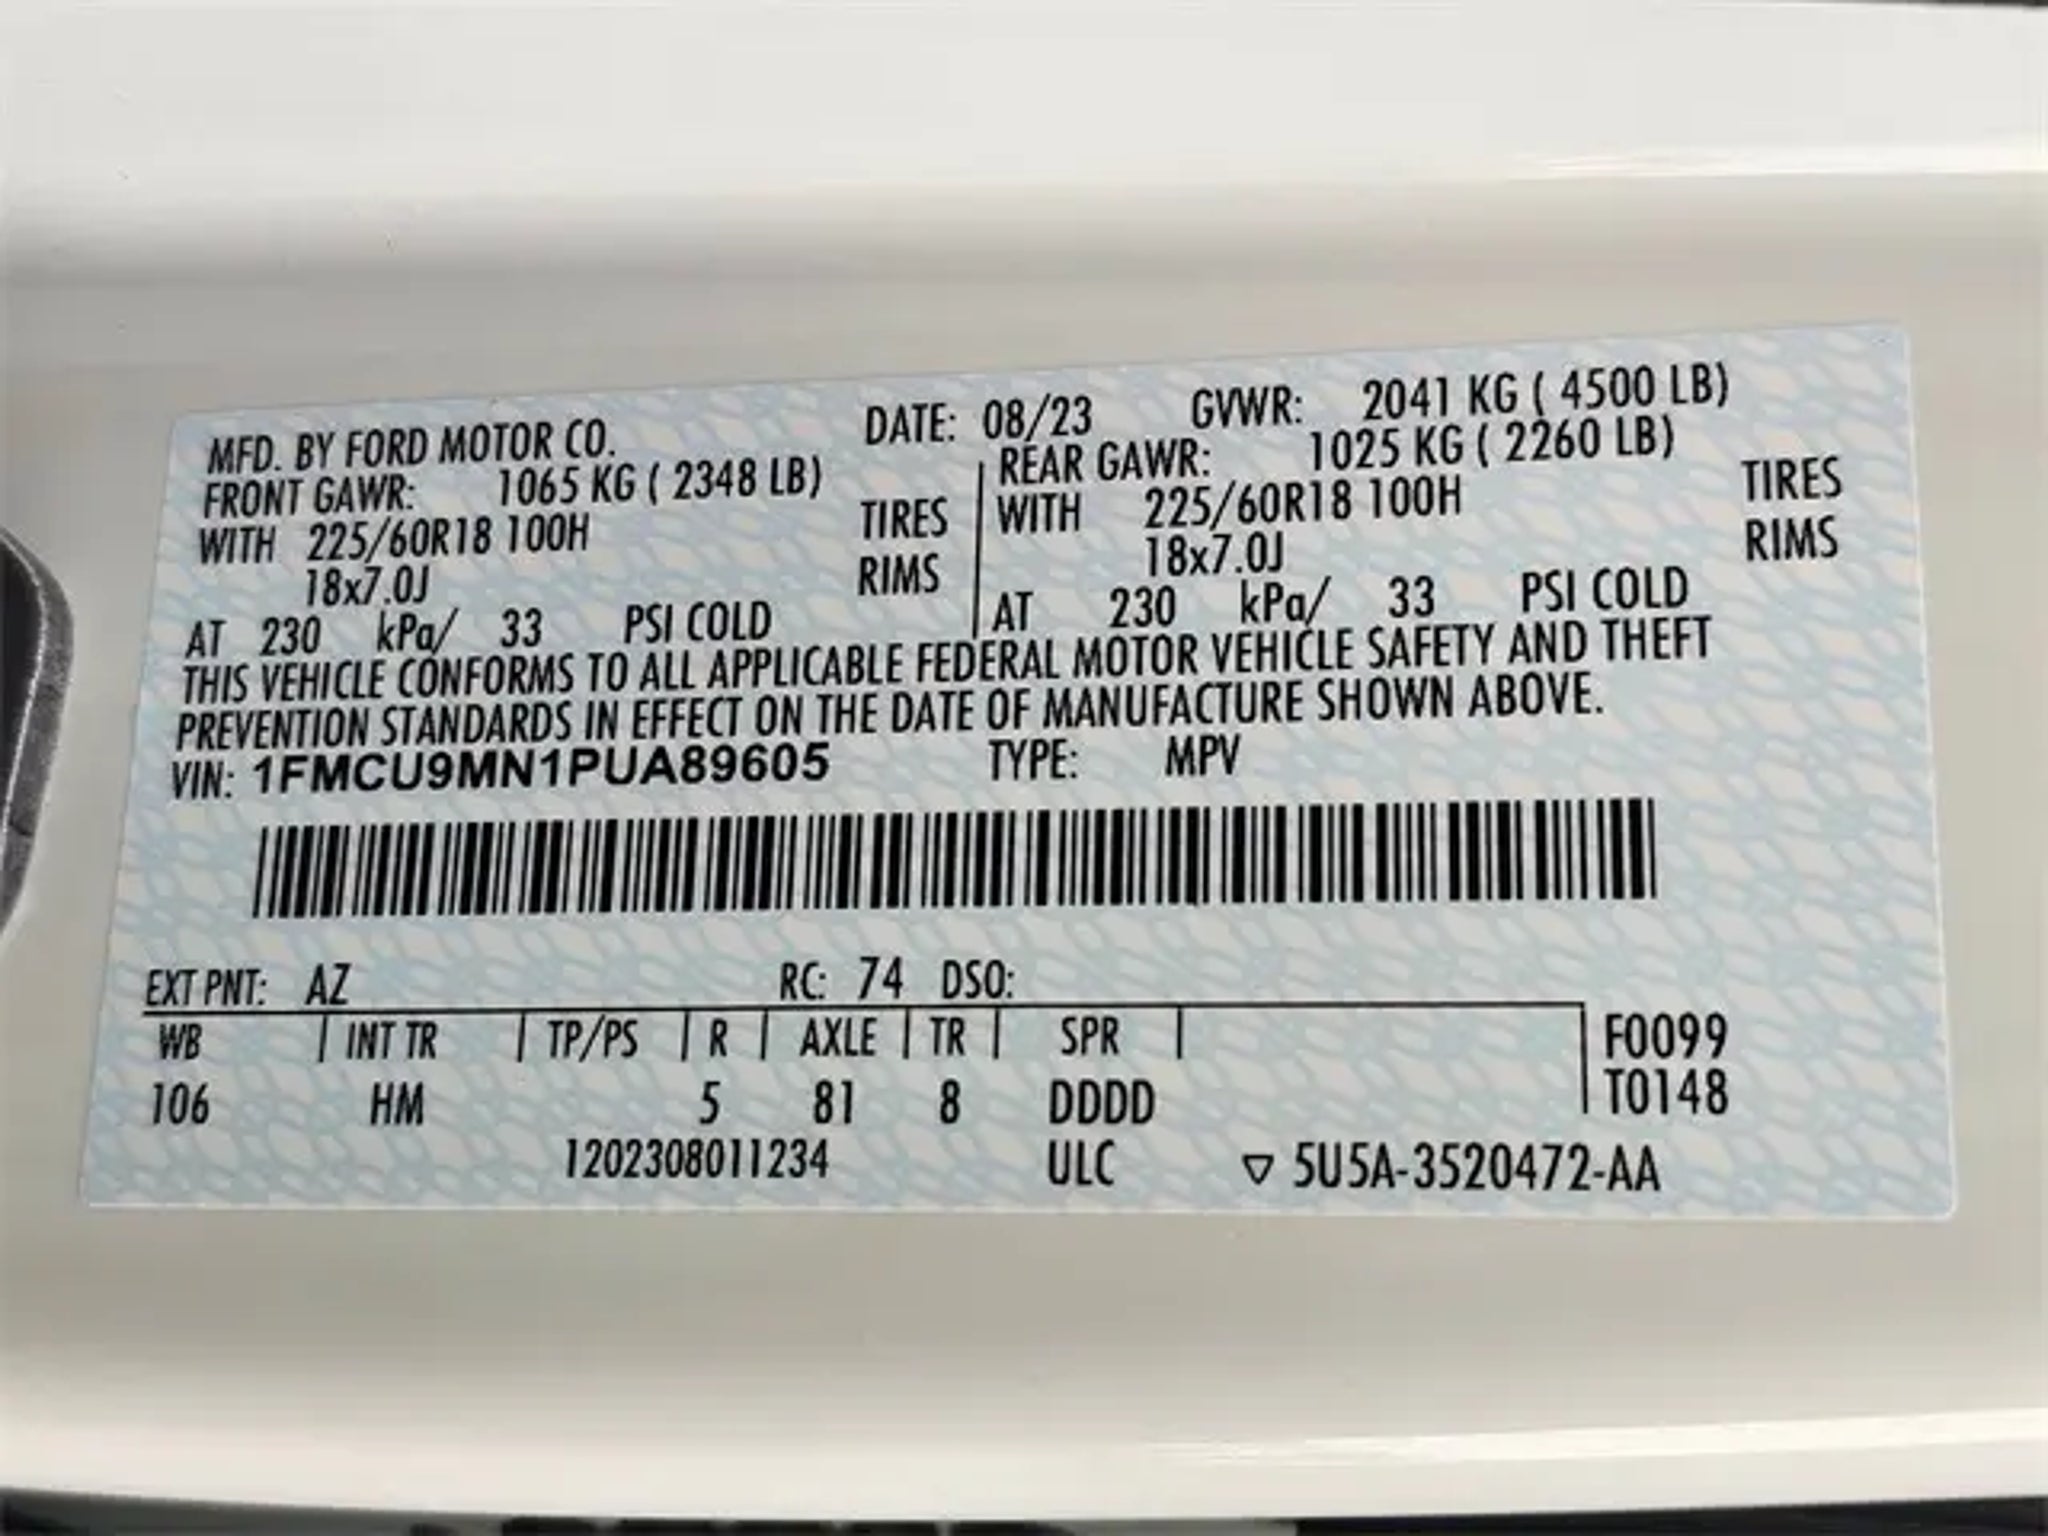 MFD. BY FORD MOTOR CO. DATE: 08/23 GVWR: 2041 KG ( 4500 LB)
FRONT GAWR: 1065 KG ( 2348 LB) REAR GAWR: 1025 KG ( 2260 LB)
WITH 225/60R18 100H TIRES WITH 225/60R18 100H TIRES
18x7.0J RIMS 18x7.0J RIMS
AT 230 kPa/ 33 PSI COLD AT 230 kPa/ 33 PSI COLD
THIS VEHICLE CONFORMS TO ALL APPLICABLE FEDERAL MOTOR VEHICLE SAFETY AND THEFT
PREVENTION STANDARDS IN EFFECT ON THE DATE OF MANUFACTURE SHOWN ABOVE.
VIN: 1FMCU9MN1PUA89605 TYPE: MPV
EXT PNT: AZ RC: 74 DSO:
WB | INT TR | TP/PS | R | AXLE | TR | SPR | F0099
106 HM 5 81 8 DDDD T0148
1202308011234 ULC ▽ 5U5A-3520472-AA